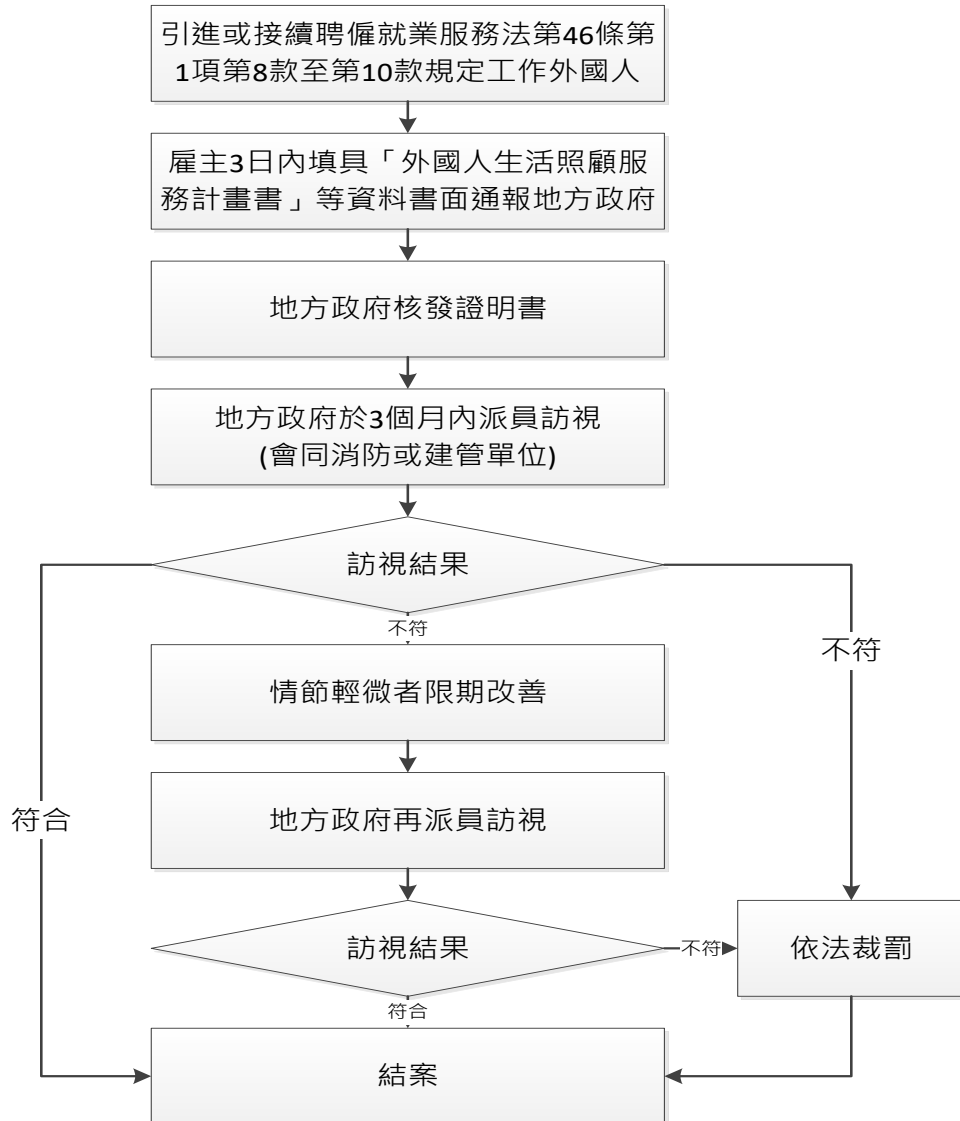 引進或接續聘僱就業服務法第46條第
1項第8款至第10款規定工作外國人
雇主3日內填具「外國人生活照顧服
務計畫書」等資料書面通報地方政府
地方政府核發證明書
地方政府於3個月內派員訪視
(會同消防或建管單位)
訪視結果
不符
不符
情節輕微者限期改善
符合
地方政府再派員訪視
訪視結果
不符
依法裁罰
符合
結案